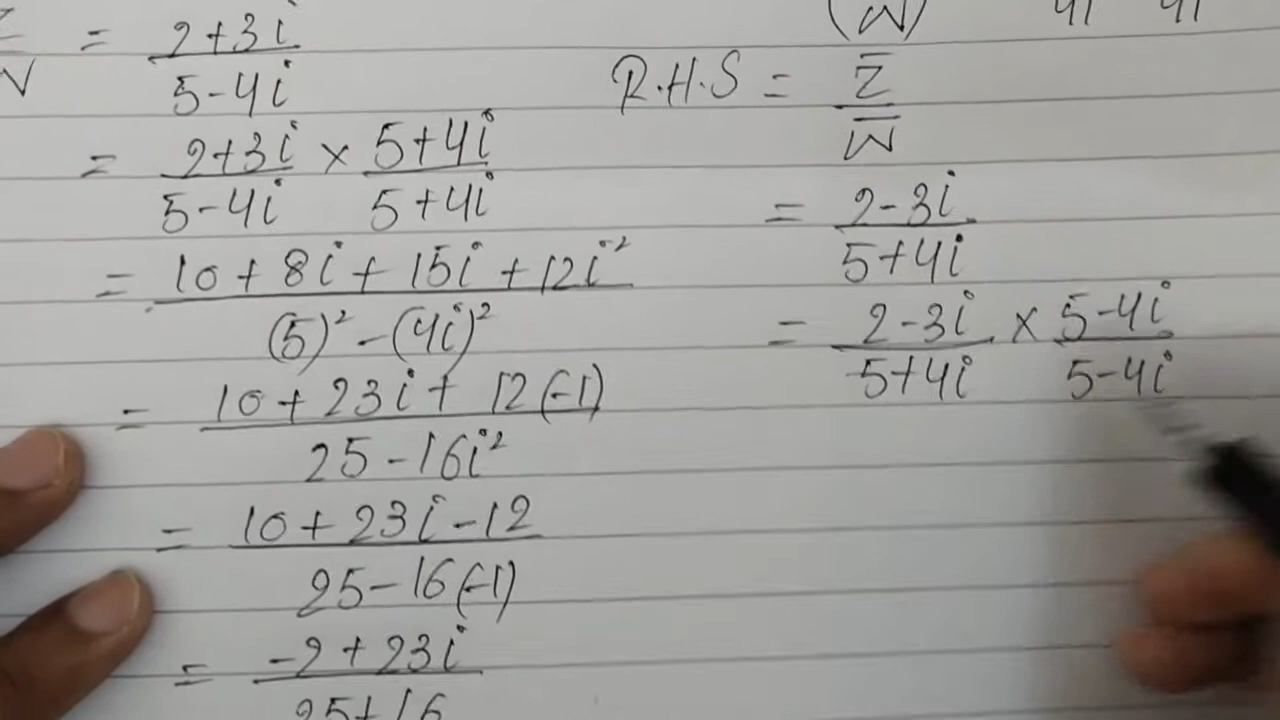 = 2+3i / 5-4i
= 2+3i / 5-4i × 5+4i / 5+4i
= 10 + 8i + 15i + 12i² / (5)² - (4i)²
= 10 + 23i + 12(-1) / 25 - 16i²
= 10 + 23i - 12 / 25 - 16(-1)
= -2 + 23i / 25+16
R.H.S = z̅ / w̅
= 2-3i / 5+4i
= 2-3i / 5+4i × 5-4i / 5-4i